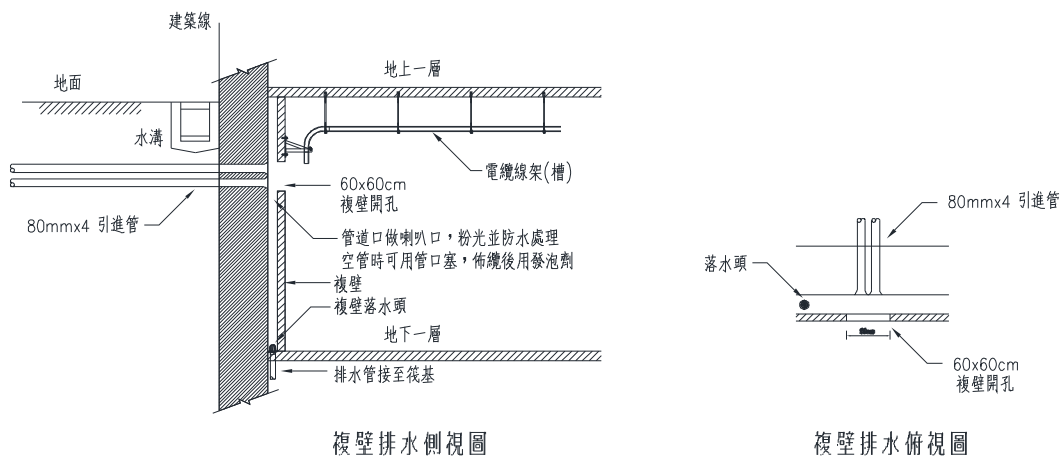 建築線
地面
地上一層
水溝
電纜線架(槽)
60x60cm
複壁開孔
80mmx4 引進管
管道口做喇叭口，粉光並防水處理
空管時可用管口塞，佈纜後用發泡劑
複壁
複壁落水頭
地下一層
排水管接至筏基
複壁排水側視圖
80mmx4 引進管
落水頭
60x60cm
複壁開孔
複壁排水俯視圖